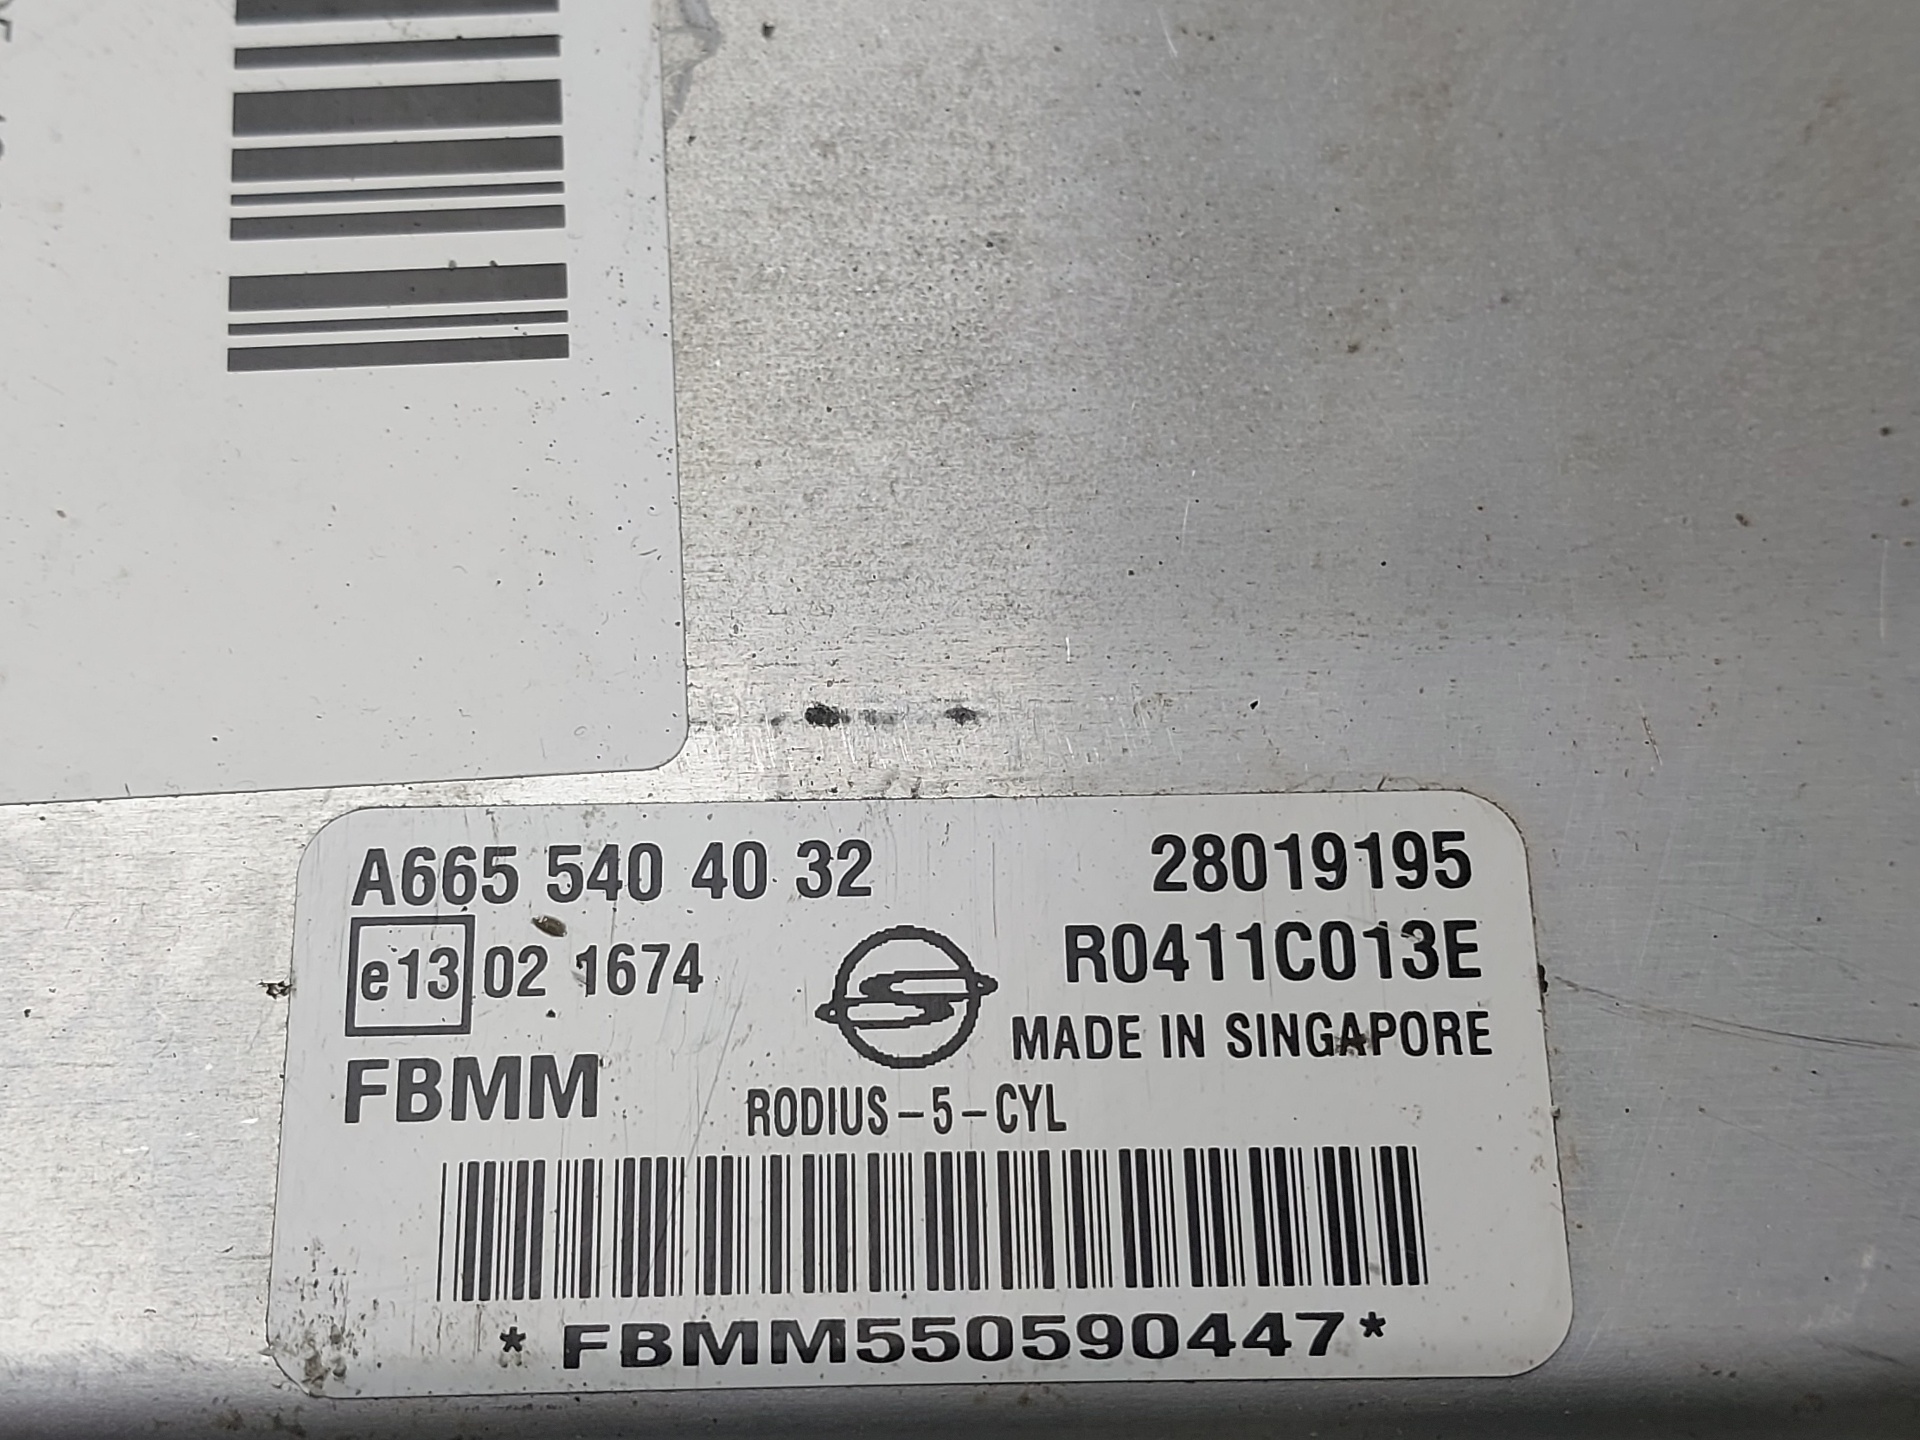 A665 540 40 32 28019195
e13 02 1674 R0411C013E
MADE IN SINGAPORE
FBMM
RODIUS-5-CYL
*FBMM550590447*